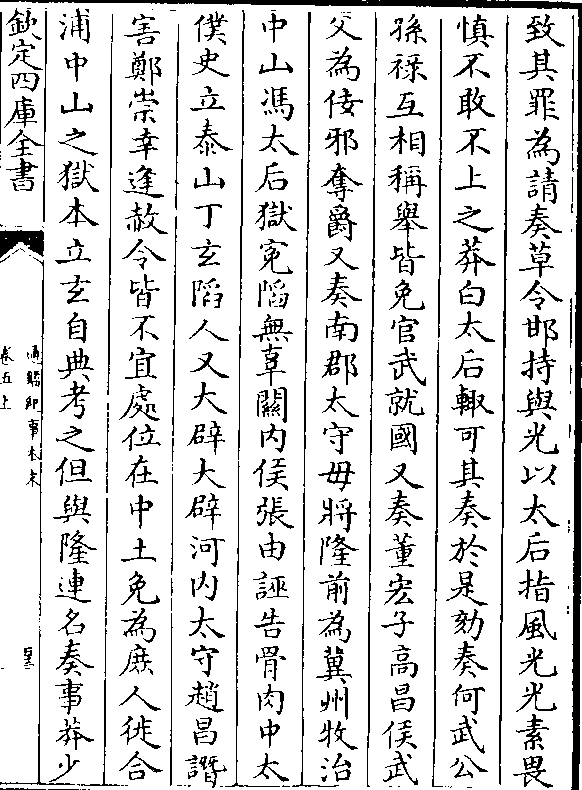 致其罪為請奏草令邯持與光以太后指風光光素畏
慎不敢不上之莽白太后輙可其奏於是劾奏何武公
孫祿互相稱舉皆免官武就國又奏董宏子高昌侯武
父為佞邪奪爵又奏南郡太守毋將隆前為冀州牧治
中山馮太后獄寃陷無辜關内侯張由誣告骨肉中太
僕史立泰山丁玄陷人又大辟大辟河内太守趙昌譖
害鄭崇幸逢赦令皆不宜處位在中土免為庶人徙合
浦中山之獄本立玄自典考之但與隆連名奏事莽少
欽定四庫全書
通鑑紀事本末
卷五上